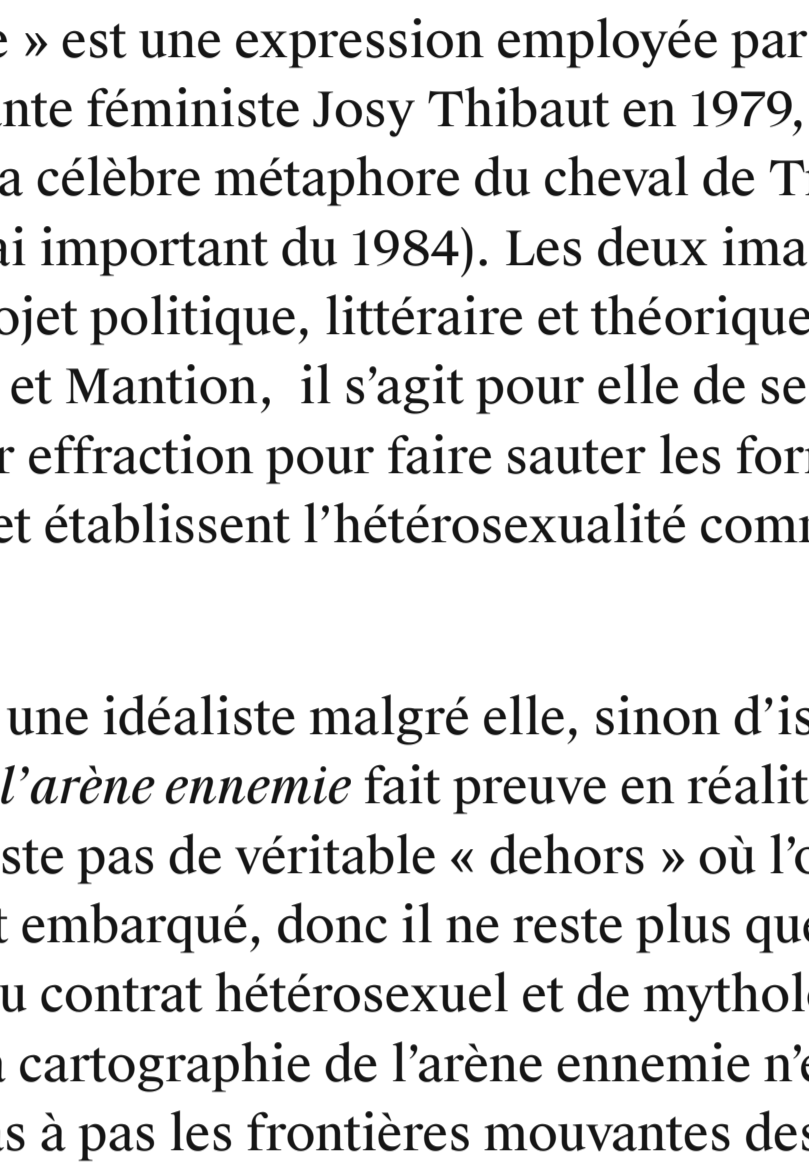 e » est une expression employée par
nte féministe Josy Thibaut en 1979,
a célèbre métaphore du cheval de T
ai important du 1984). Les deux ima
ojet politique, littéraire et théorique
et Mantion, il s’agit pour elle de se
r effraction pour faire sauter les for
et établissent l’hétérosexualité com
une idéaliste malgré elle, sinon d’is
l’arène ennemie fait preuve en réalit
ste pas de véritable « dehors » où l’o
t embarqué, donc il ne reste plus que
u contrat hétérosexuel et de mythol
a cartographie de l’arène ennemie n’e
s à pas les frontières mouvantes des